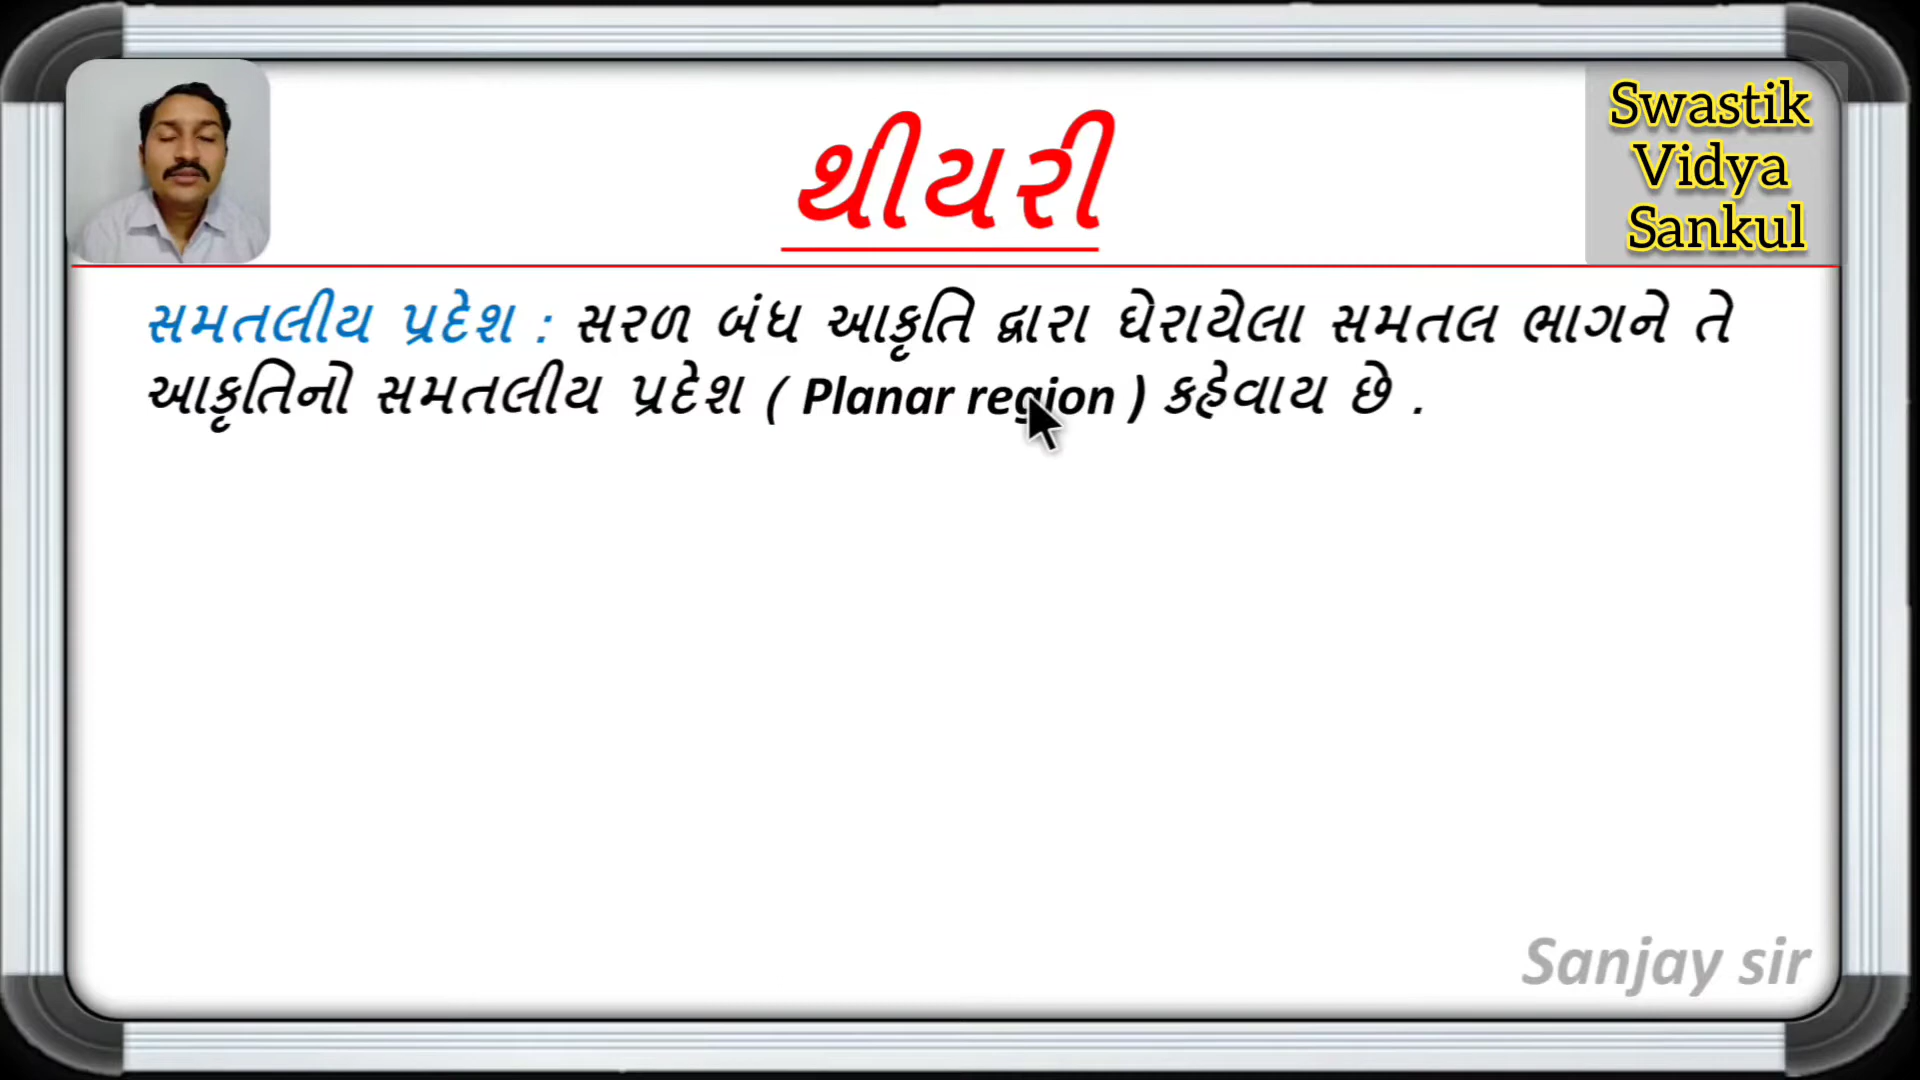 થીયરી
Swastik
Vidya
Sankul
સમતલીય પ્રદેશ : સરળ બંધ આકૃતિ દ્વારા ઘેરાયેલા સમતલ ભાગને તે
આકૃતિનો સમતલીય પ્રદેશ ( Planar region ) કહેવાય છે .
Sanjay sir